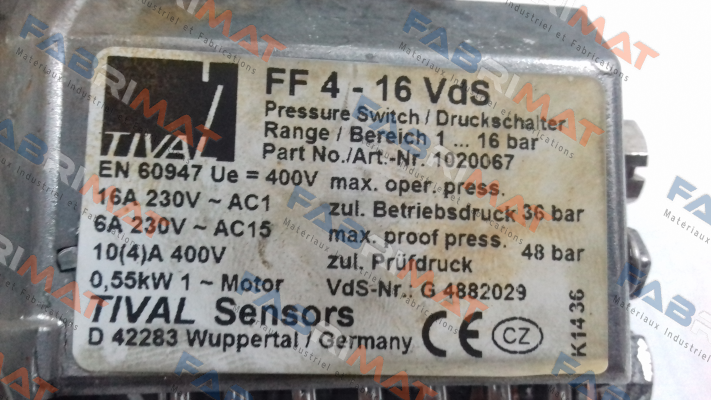 FF 4 - 16 VdS
Pressure Switch / Druckschalter
Range / Bereich 1 ... 16 bar
Part No./Art.-Nr. 1020067
TIVAL
EN 60947 Ue = 400V
16A 230V ~ AC1
6A 230V ~ AC15
10(4)A 400V
0,55kW 1 ~ Motor
max. oper. press.
zul. Betriebsdruck 36 bar
max. proof press.
48 bar
zul. Prüfdruck
VdS-Nr.: G 4882029
TIVAL Sensors
D 42283 Wuppertal / Germany
CE
CZ
K1436
FABRIMAT
Matériaux Industriel et Fabrications